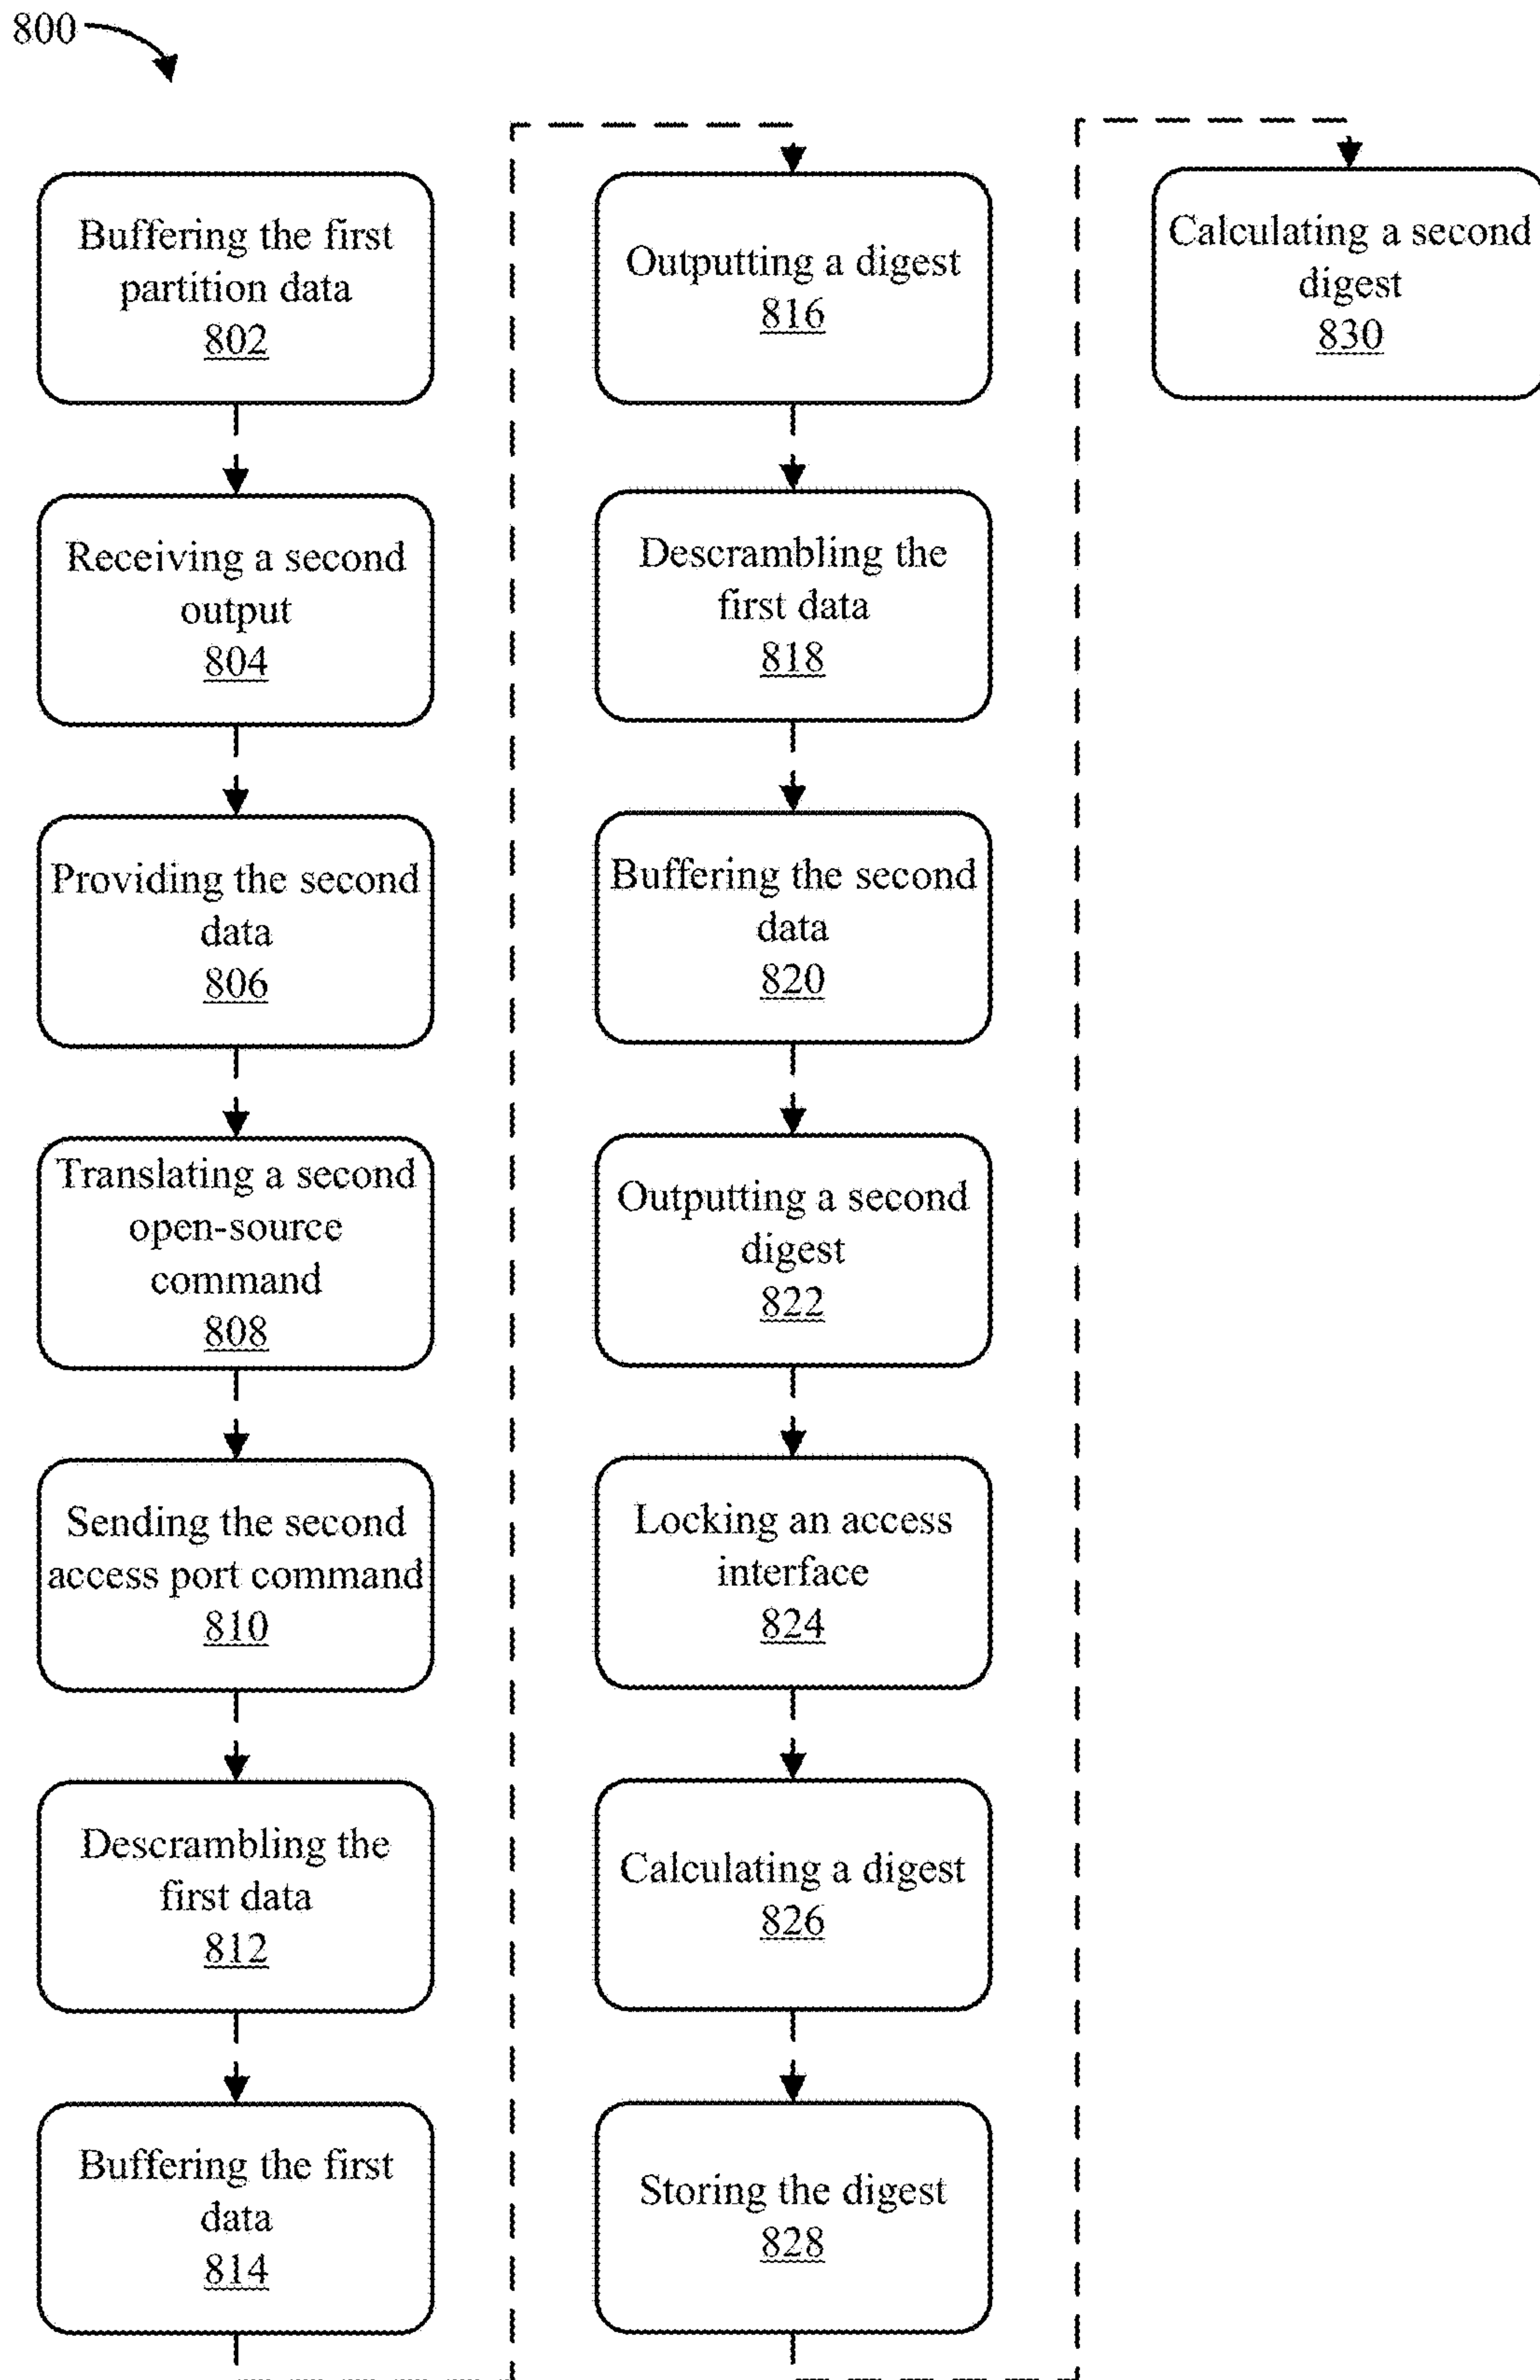 800
Buffering the first
partition data
802
Receiving a second
output
804
Providing the second
data
806
Translating a second
open-source
command
808
Sending the second
access port command
810
Descrambling the
first data
812
Buffering the first
data
814
Outputting a digest
816
Descrambling the
first data
818
Buffering the second
data
820
Outputting a second
digest
822
Locking an access
interface
824
Calculating a digest
826
Storing the digest
828
Calculating a second
digest
830